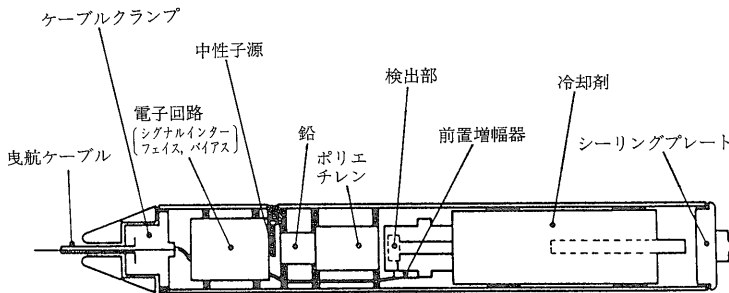 ケーブルクランプ
中性子源
検出部
冷却剤
電子回路
(シグナルインター
フェイス,バイアス)
鉛
前置増幅器
シーリングプレート
曳航ケーブル
ポリエ
チレン